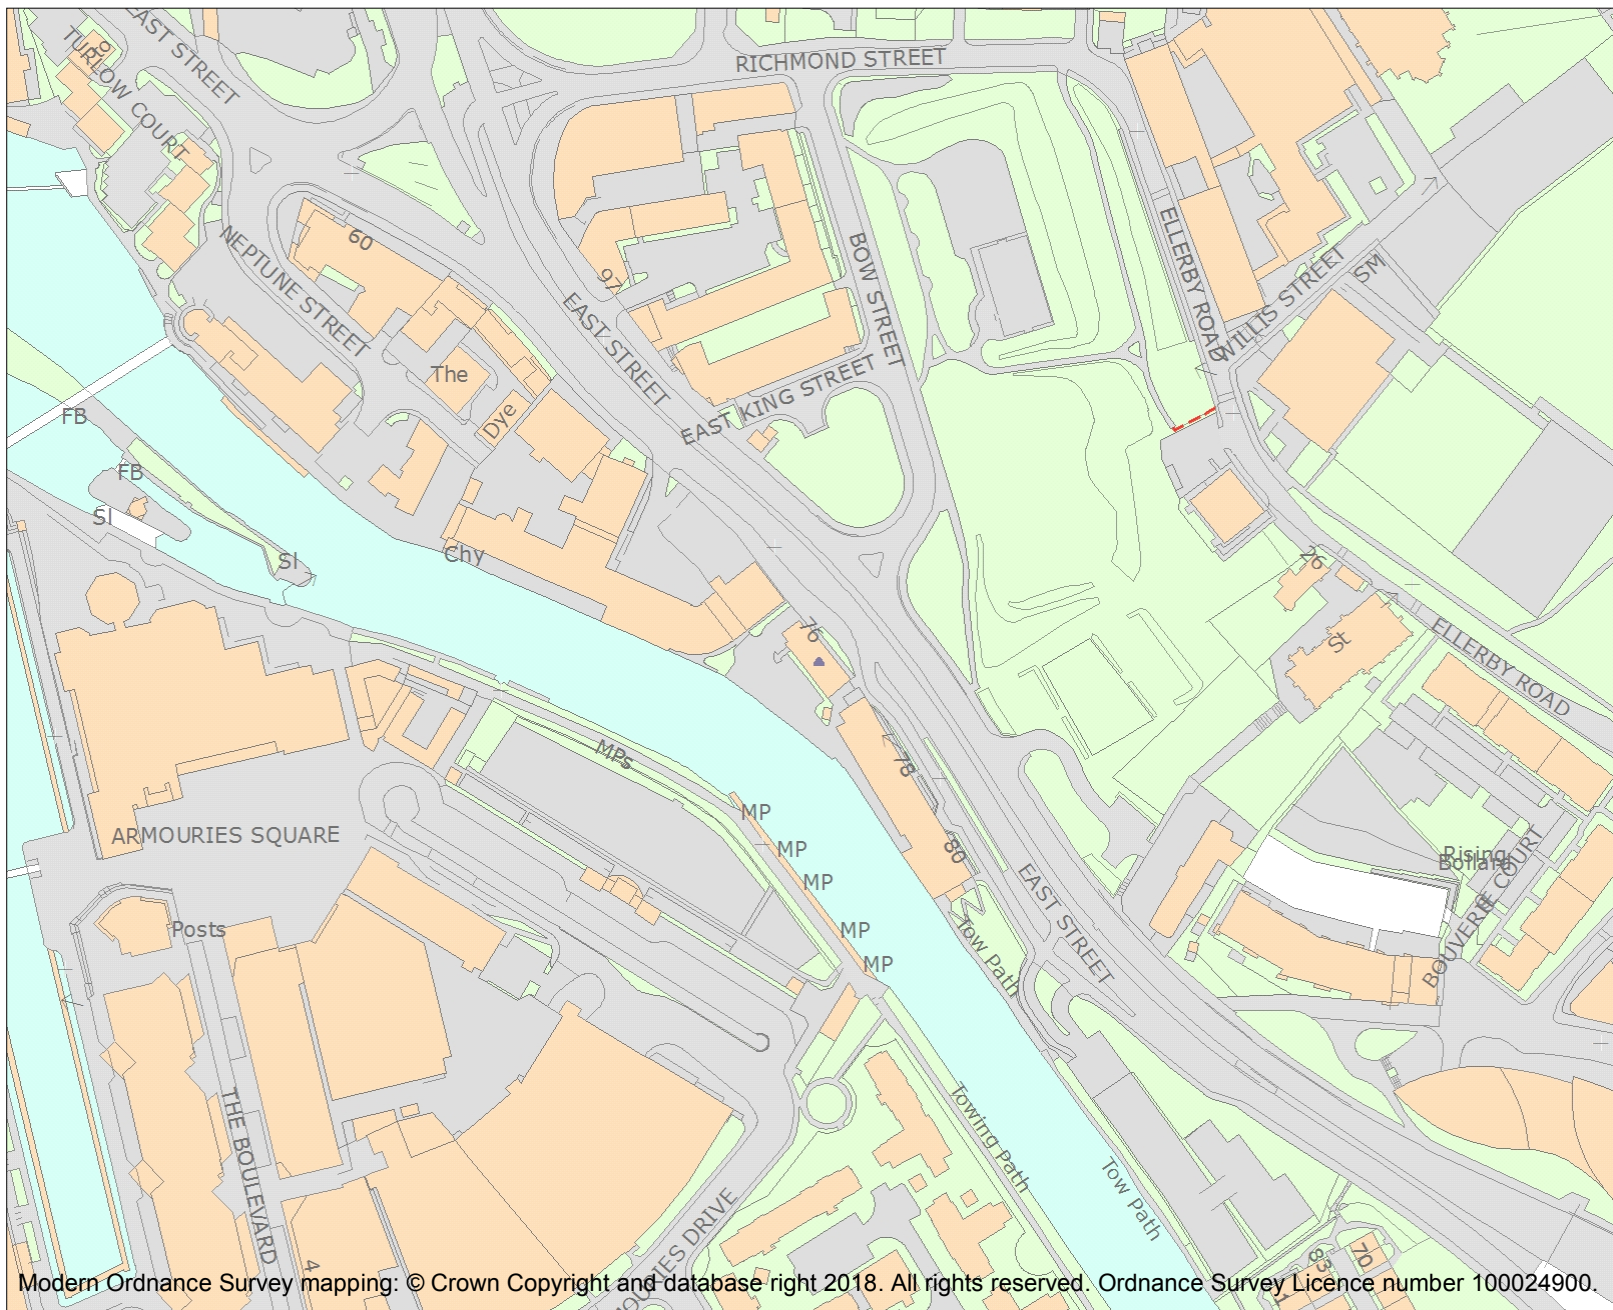 EAST STREET
RICHMOND STREET
TURLOW COURT
NEPTUNE STREET
60
97
BOW STREET
ELLERBY ROAD
WILLIS STREET
SM
EAST STREET
EAST KING STREET
The
Dye
FB
FB
Sl
Sl
Chy
26
76
St
ELLERBY ROAD
MPs
78
MP
MP
MP
MP
MP
80
ARMOURIES SQUARE
Posts
EAST STREET
Rising
Bollard
BOUVERIE COURT
Tow Path
Towing Path
Tow Path
THE BOULEVARD
4
83
70
Modern Ordnance Survey mapping: © Crown Copyright and database right 2018. All rights reserved. Ordnance Survey Licence number 100024900.